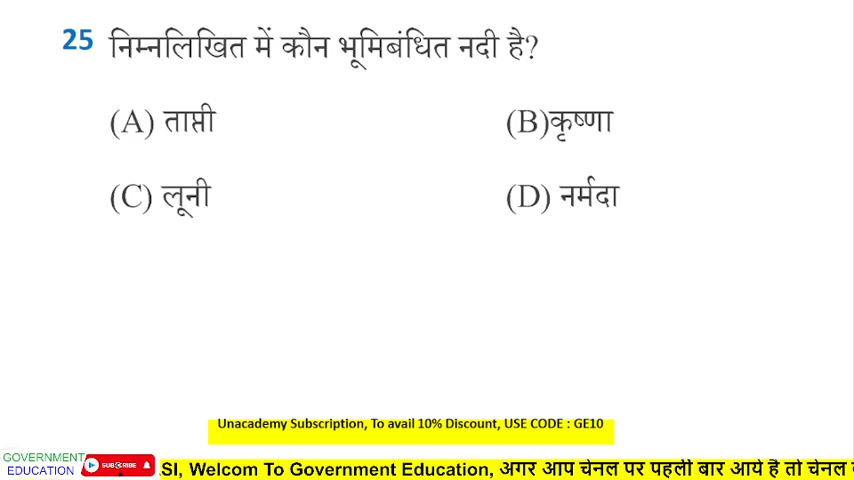 25 निम्नलिखित में कौन भूमिबंधित नदी है?
(A) ताप्ती (B)कृष्णा
(C) लूनी (D) नर्मदा
Unacademy Subscription, To avail 10% Discount, USE CODE : GE10
GOVERNMENT
EDUCATION
SUBSCRIBE
SI, Welcom To Government Education, अगर आप चेनल पर पहली बार आये है तो चेनल